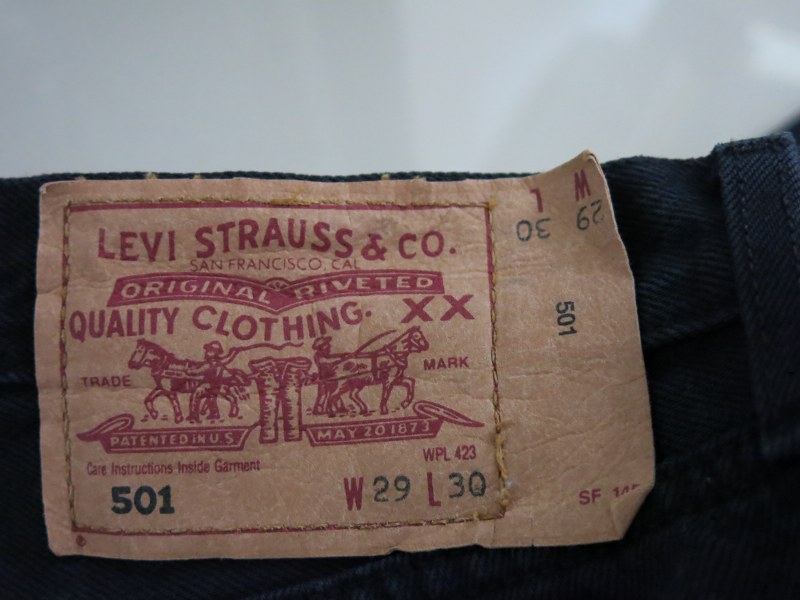 LEVI STRAUSS & CO.
SAN FRANCISCO, CAL
ORIGINAL RIVETED
QUALITY CLOTHING. XX
TRADE MARK
PATENTED IN U.S. MAY 20 1873
WPL 423
Care Instructions Inside Garment
501 W 29 L 30
®
W L
29 30
501
SF